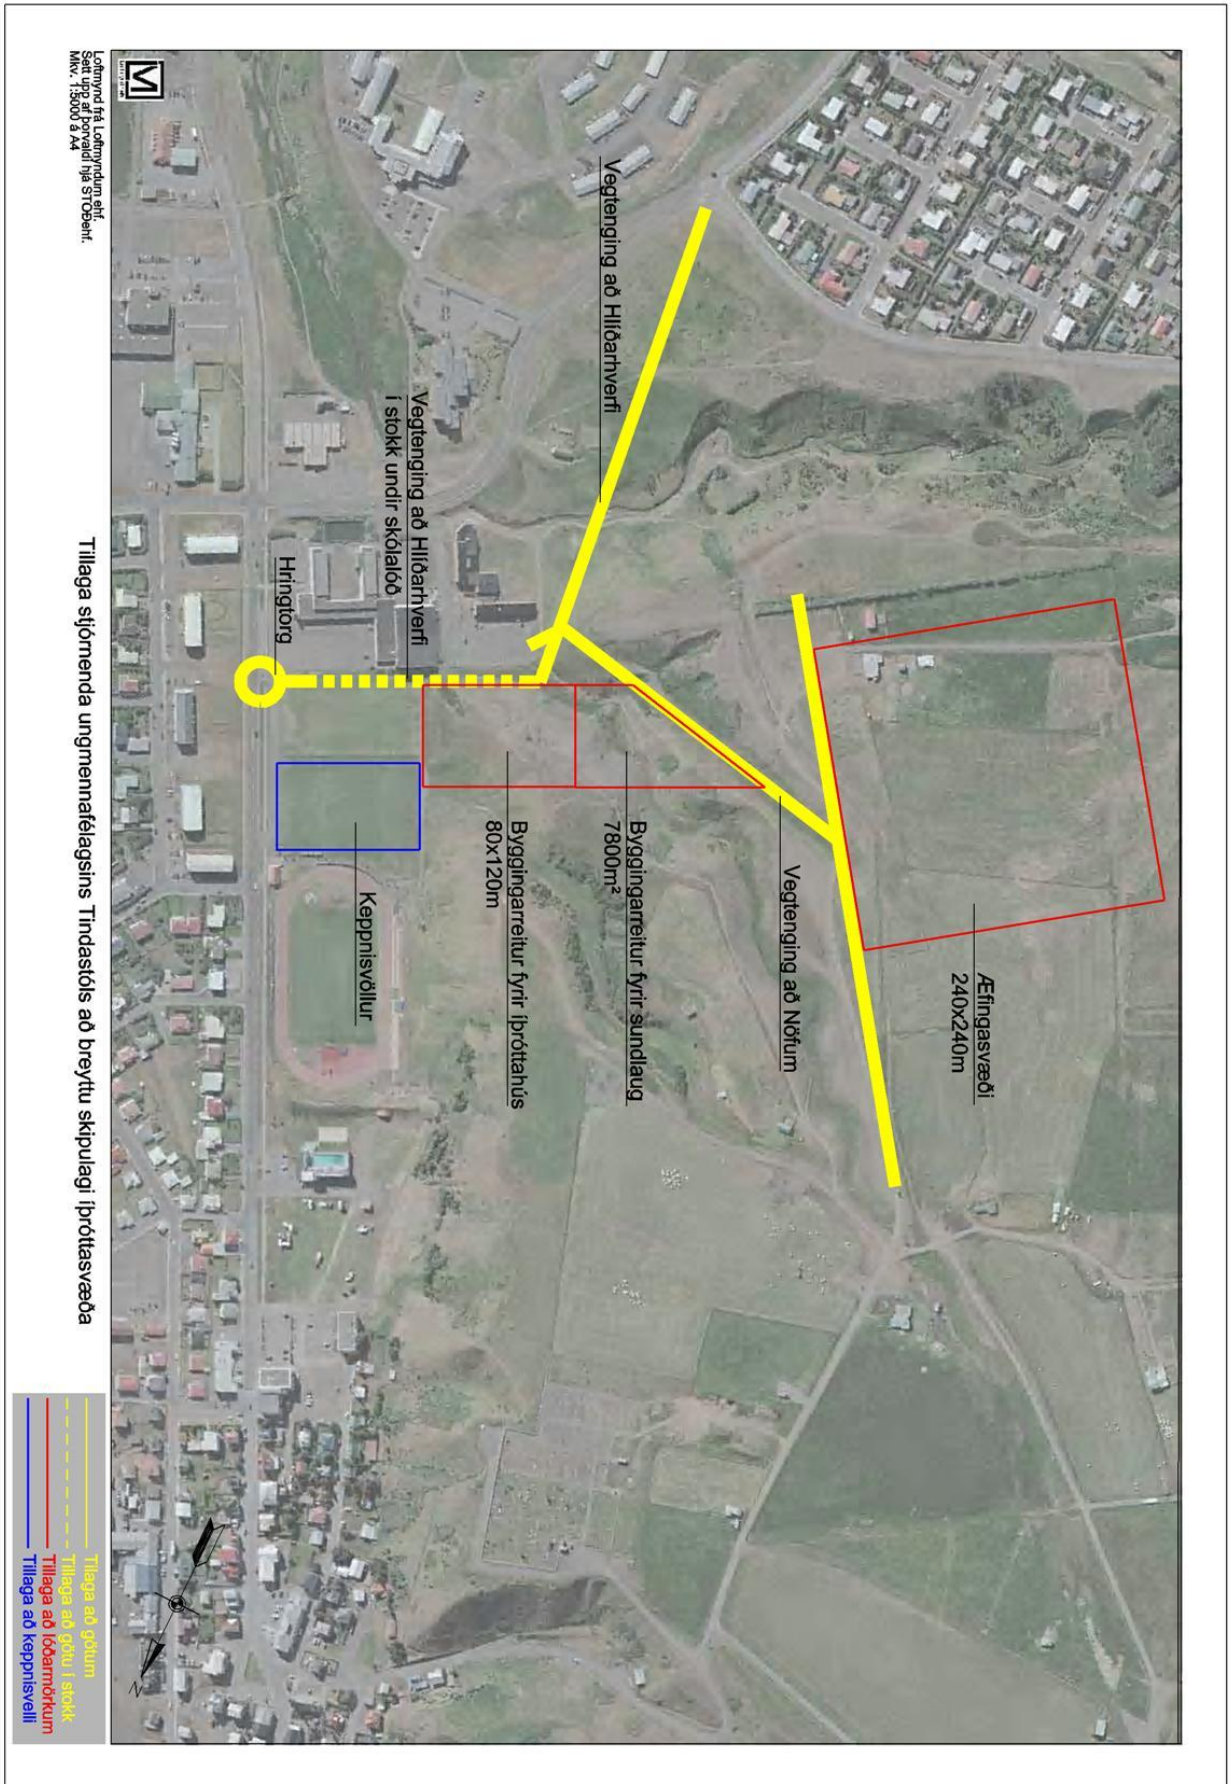 Vegtenging að Hlíðarhverfi
Vegtenging að Hlíðarhverfi
í stokk undir skólalóð
Hringtorg
Æfingasvæði
240x240m
Vegtenging að Nöfum
Byggingarreitur fyrir sundlaug
7800m²
Byggingarreitur fyrir íþróttahús
80x120m
Keppnisvöllur
Loftmynd frá Loftmyndum ehf.
Sett upp af Þorvaldi hjá STOÐehf.
Mkv. 1:5000 á A4
Tillaga stjórnenda ungmennafélagsins Tindastóls að breyttu skipulagi íþróttasvæða
Tillaga að götum
Tillaga að götu í stokk
Tillaga að lóðarmörkum
Tillaga að keppnisvelli
N